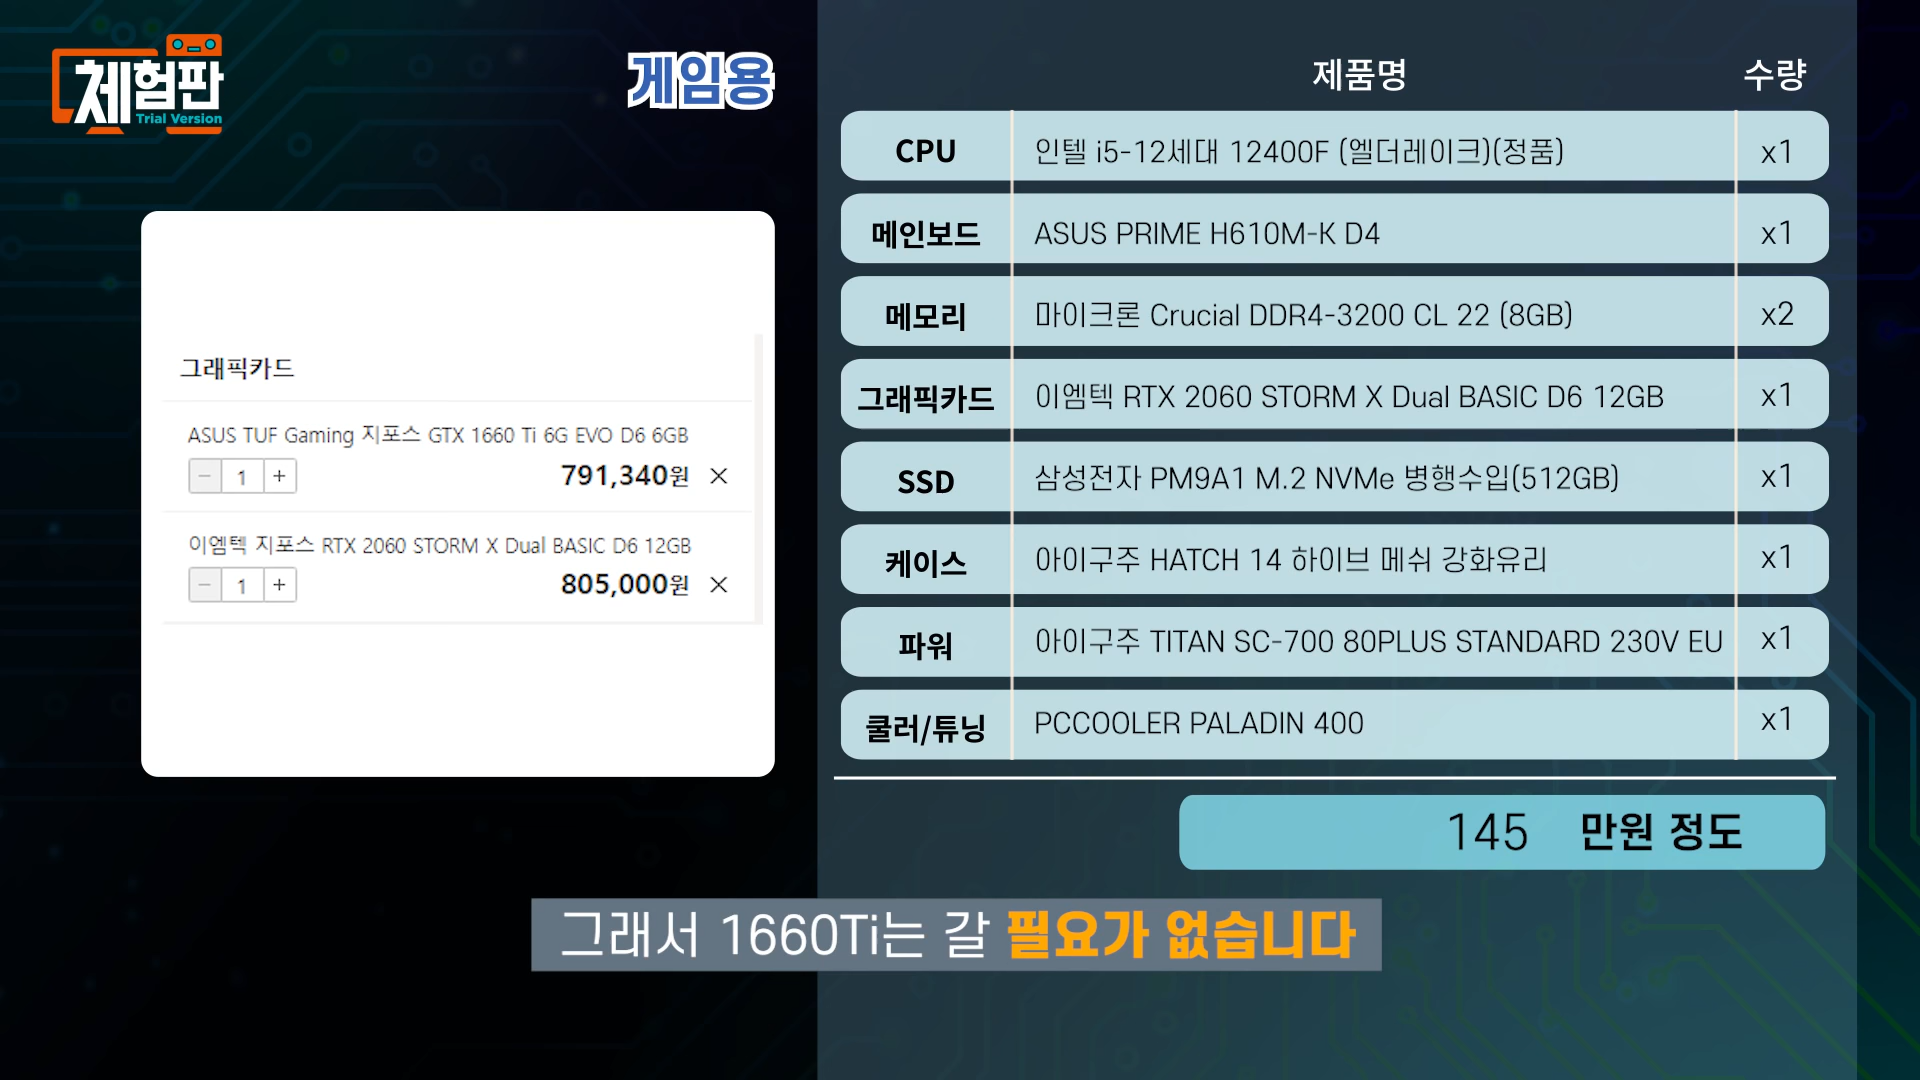 체험판
Trial Version
게임용
그래픽카드
ASUS TUF Gaming 지포스 GTX 1660 Ti 6G EVO D6 6GB
− 1 + 791,340원 ×
이엠텍 지포스 RTX 2060 STORM X Dual BASIC D6 12GB
− 1 + 805,000원 ×
제품명 수량
CPU 인텔 i5-12세대 12400F (엘더레이크)(정품) x1
메인보드 ASUS PRIME H610M-K D4 x1
메모리 마이크론 Crucial DDR4-3200 CL 22 (8GB) x2
그래픽카드 이엠텍 RTX 2060 STORM X Dual BASIC D6 12GB x1
SSD 삼성전자 PM9A1 M.2 NVMe 병행수입(512GB) x1
케이스 아이구주 HATCH 14 하이브 메쉬 강화유리 x1
파워 아이구주 TITAN SC-700 80PLUS STANDARD 230V EU x1
쿨러/튜닝 PCCOOLER PALADIN 400 x1
145 만원 정도
그래서 1660Ti는 갈 필요가 없습니다